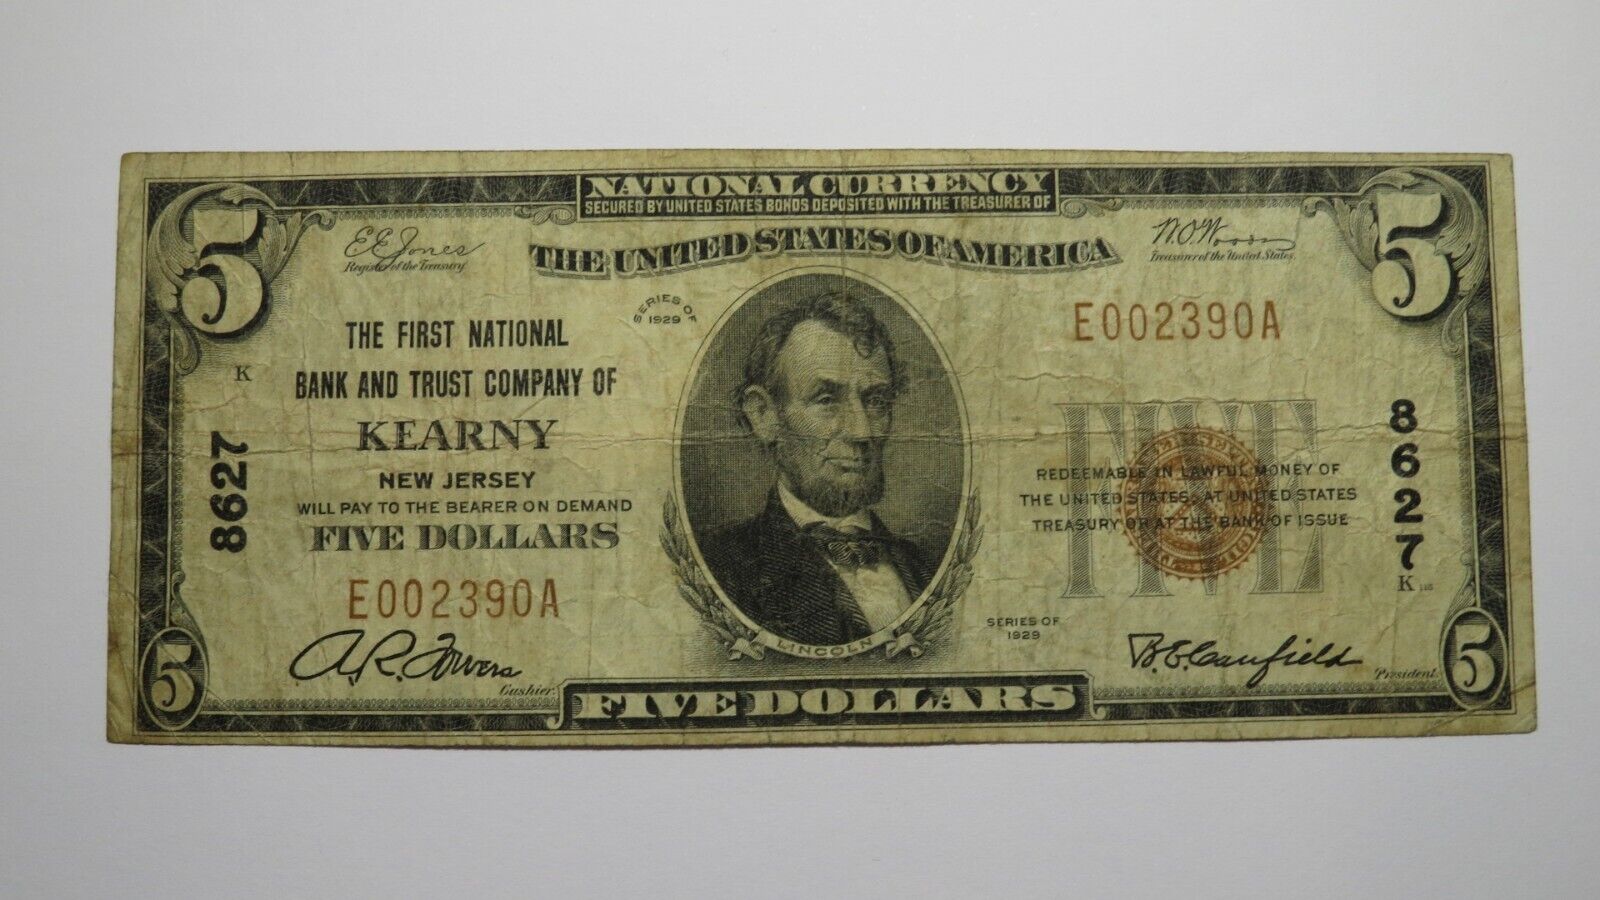 NATIONAL CURRENCY
SECURED BY UNITED STATES BONDS DEPOSITED WITH THE TREASURER OF
THE UNITED STATES OF AMERICA
5
5
E.E. Jones
Register of the Treasury.
W.O. Woods
Treasurer of the United States.
SERIES OF
1929
THE FIRST NATIONAL
BANK AND TRUST COMPANY OF
KEARNY
NEW JERSEY
WILL PAY TO THE BEARER ON DEMAND
FIVE DOLLARS
K
8627
E002390A
E002390A
FIVE
REDEEMABLE IN LAWFUL MONEY OF
THE UNITED STATES, AT UNITED STATES
TREASURY OR AT THE BANK OF ISSUE
8627
K
SERIES OF
1929
LINCOLN
A.R. Towers
Cashier.
B.E. Canfield
President.
5
5
FIVE DOLLARS